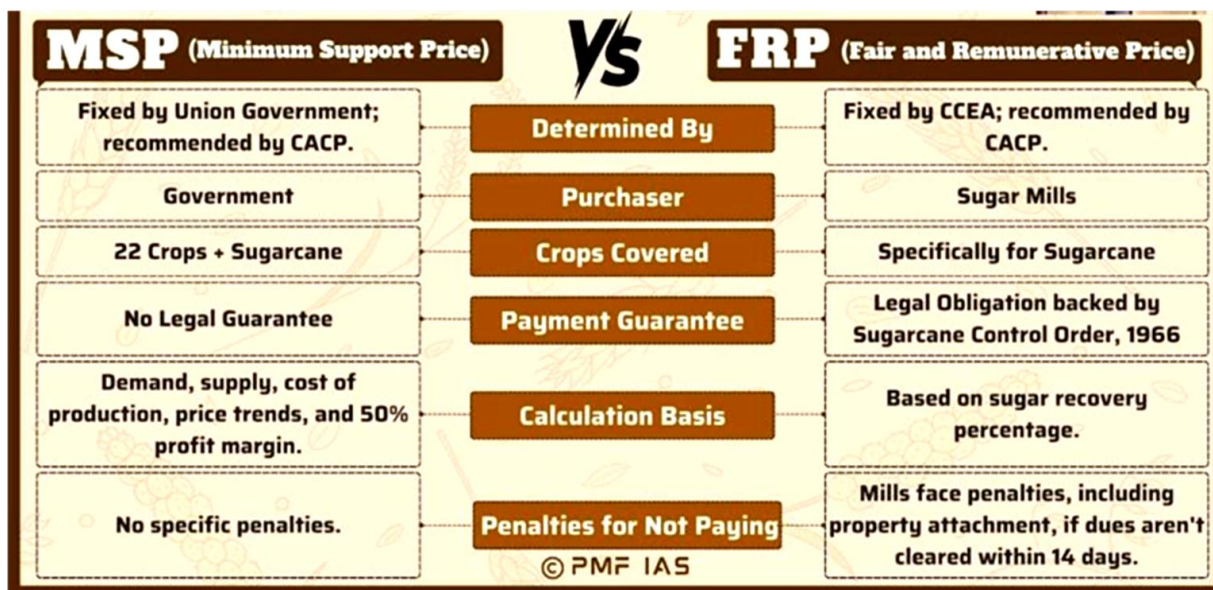 MSP (Minimum Support Price)
VS
FRP (Fair and Remunerative Price)
Fixed by Union Government;
recommended by CACP.
Determined By
Fixed by CCEA; recommended by
CACP.
Government
Purchaser
Sugar Mills
22 Crops + Sugarcane
Crops Covered
Specifically for Sugarcane
No Legal Guarantee
Payment Guarantee
Legal Obligation backed by
Sugarcane Control Order, 1966
Demand, supply, cost of
production, price trends, and 50%
profit margin.
Calculation Basis
Based on sugar recovery
percentage.
No specific penalties.
Penalties for Not Paying
Mills face penalties, including
property attachment, if dues aren't
cleared within 14 days.
© PMF IAS